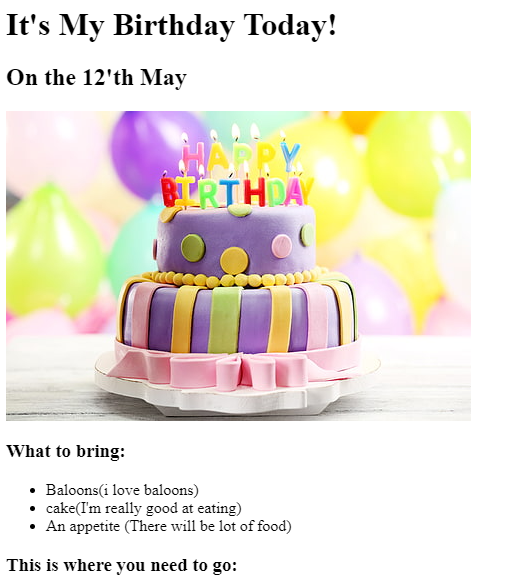 It's My Birthday Today!
On the 12'th May
HAPPY
BIRTHDAY
What to bring:
Baloons(i love baloons)
cake(I'm really good at eating)
An appetite (There will be lot of food)
This is where you need to go: